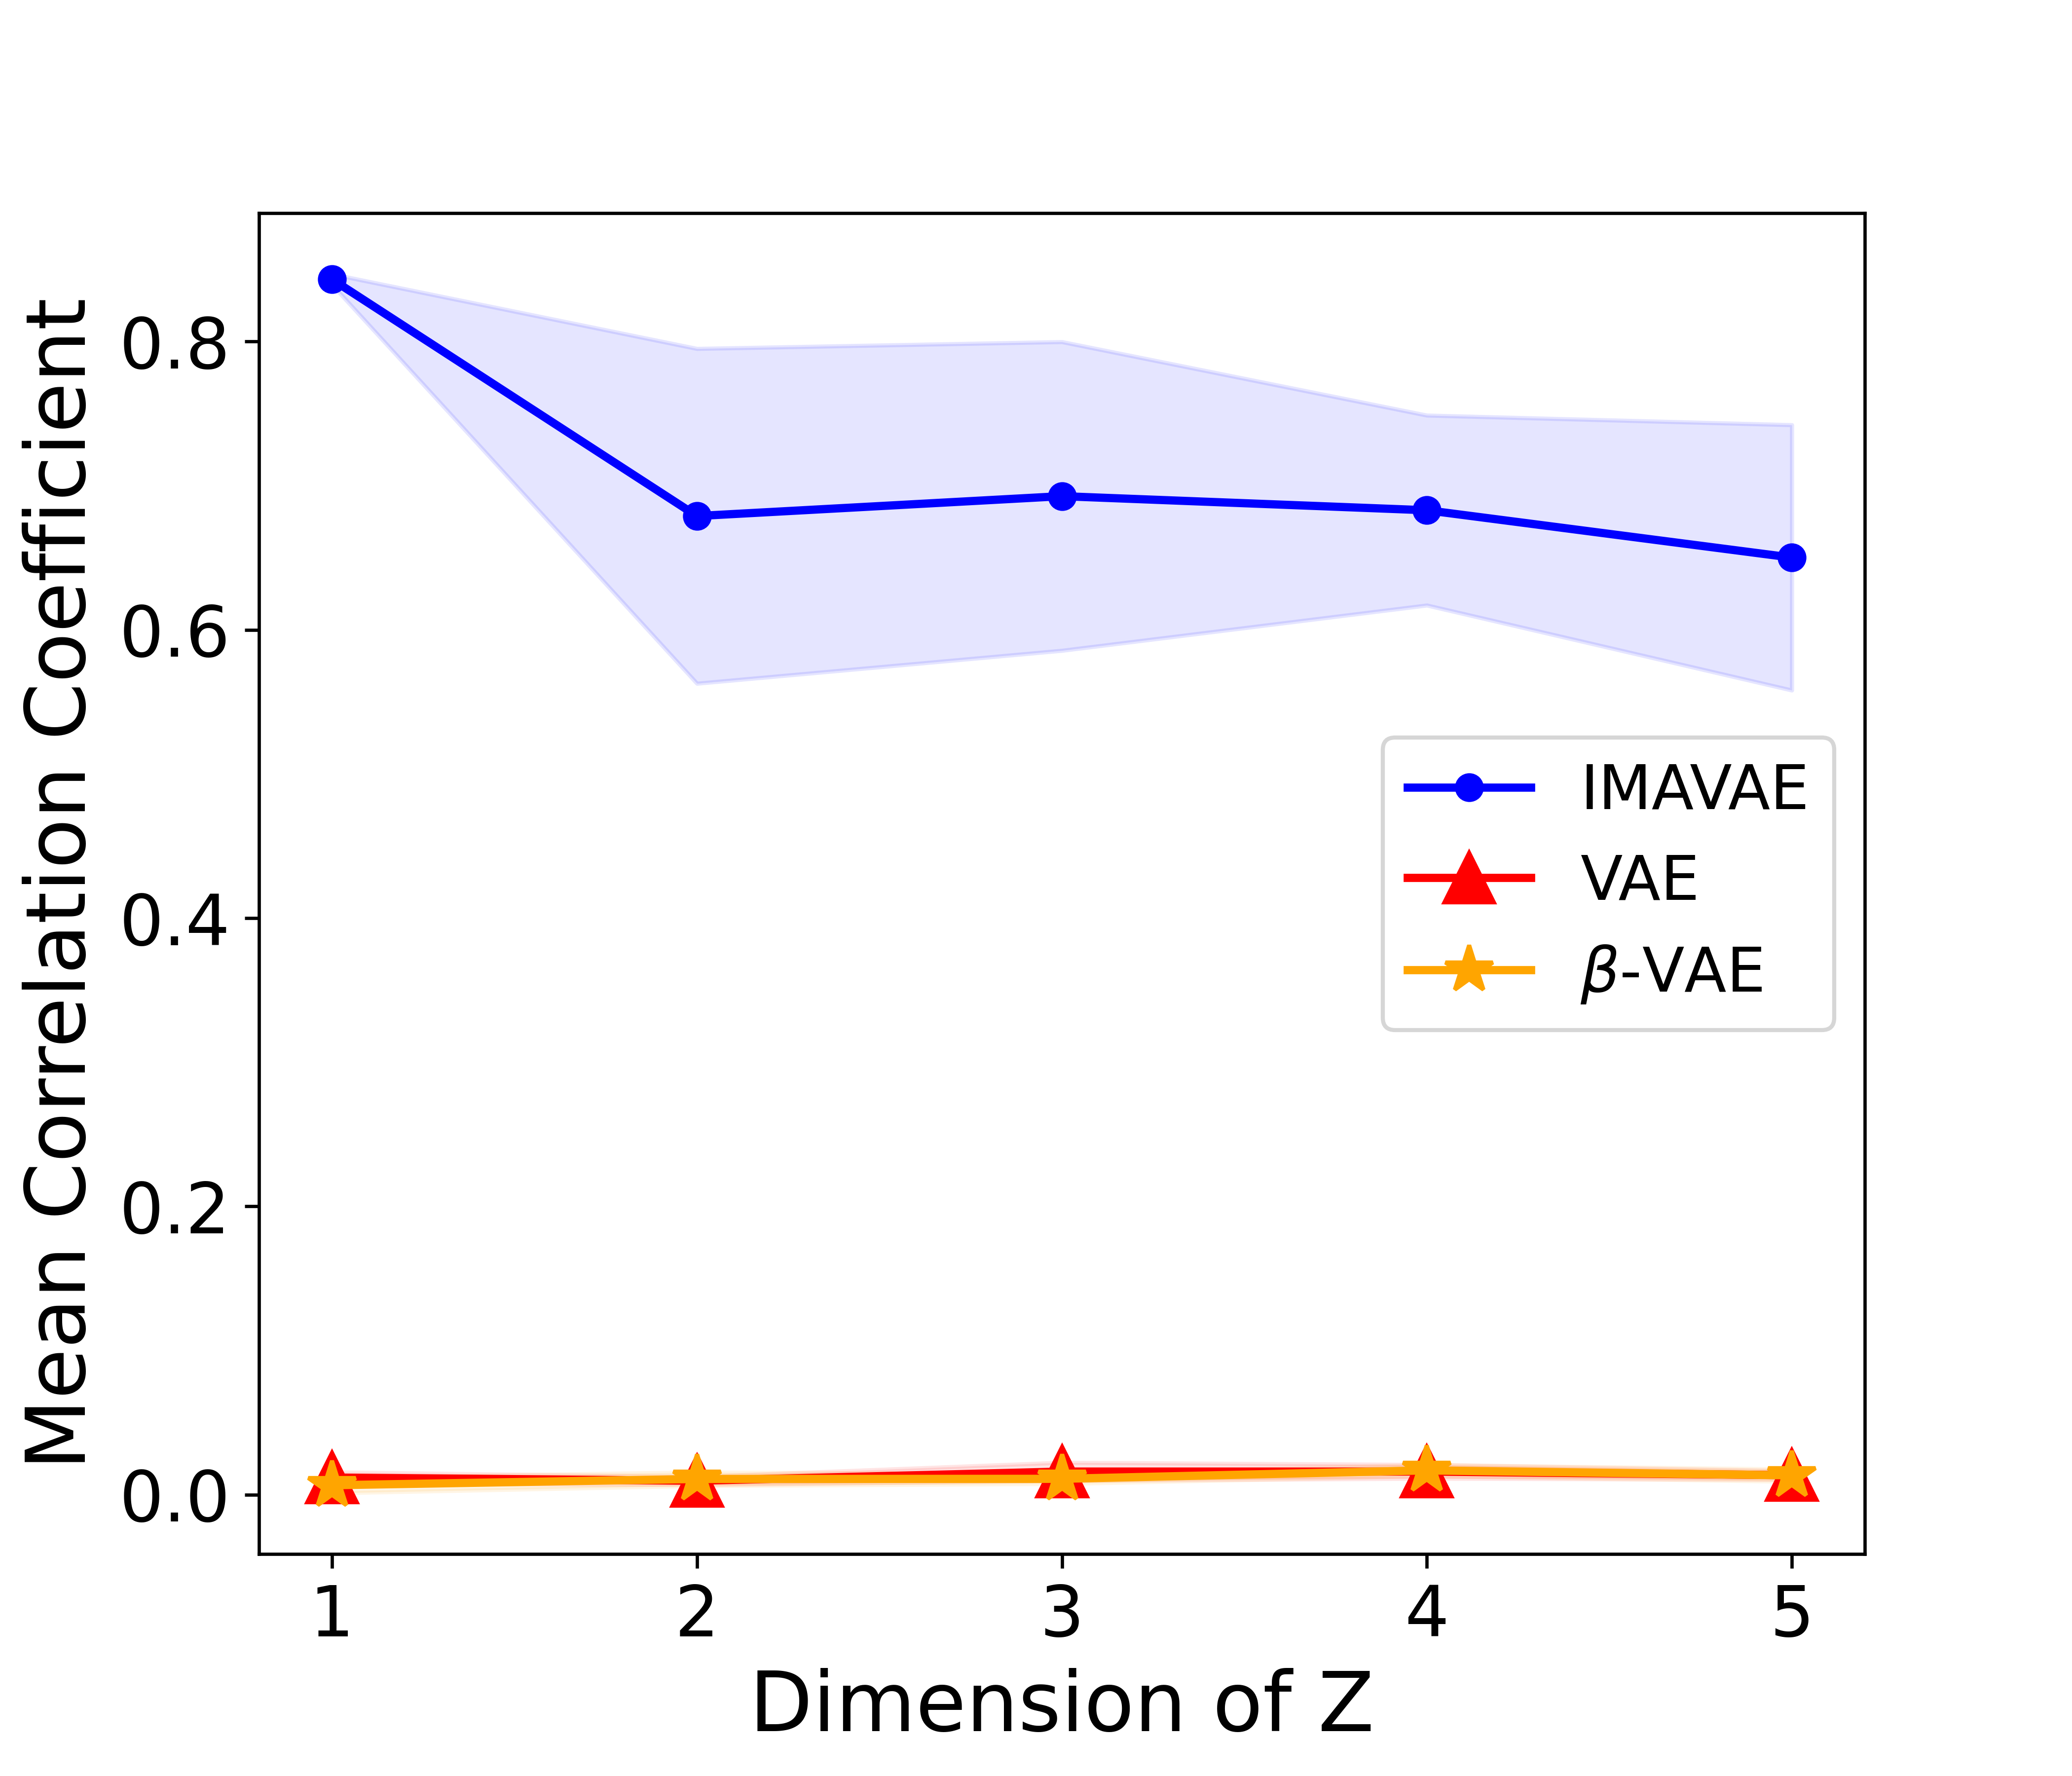 Mean Correlation Coefficient
0.8
0.6
0.4
0.2
0.0
IMAVAE
VAE
β-VAE
1 2 3 4 5
Dimension of Z